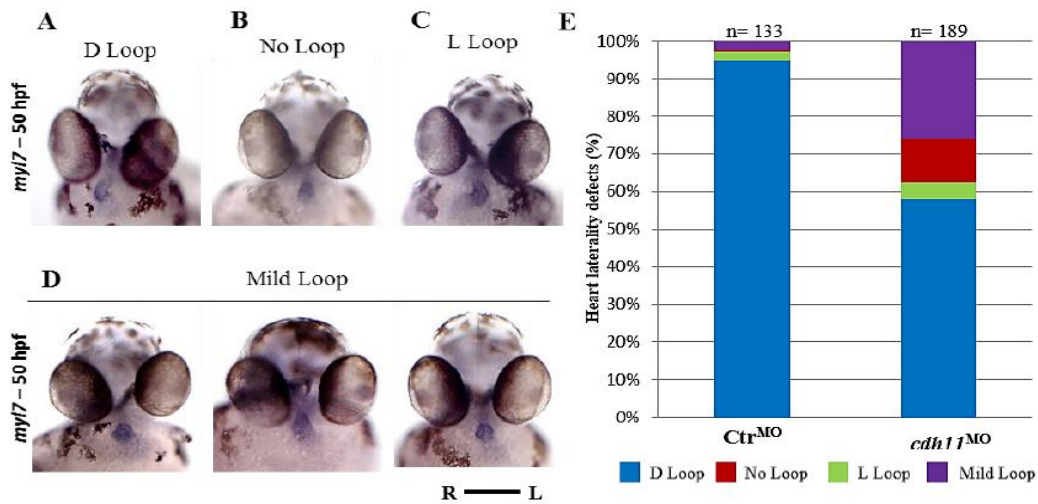 A
D Loop
B
No Loop
C
L Loop
myl7 – 50 hpf
D
Mild Loop
myl7 – 50 hpf
R
L
E
n= 133
n= 189
Heart laterality defects (%)
100%
90%
80%
70%
60%
50%
40%
30%
20%
10%
0%
Ctr^MO
cdh11^MO
D Loop
No Loop
L Loop
Mild Loop